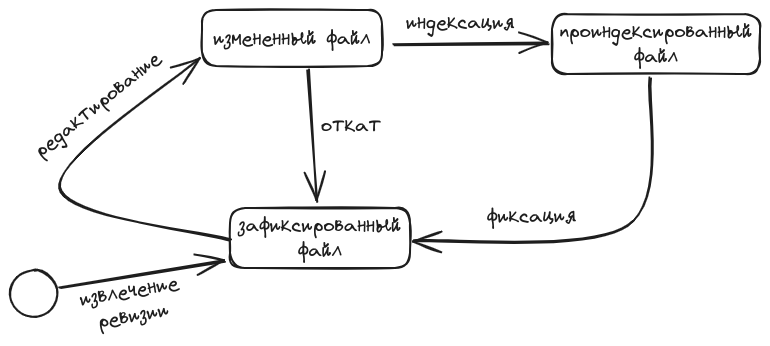 индексация
измененный файл
проиндексированный
файл
редактирование
откат
зафиксированный
файл
фиксация
извлечение
ревизии